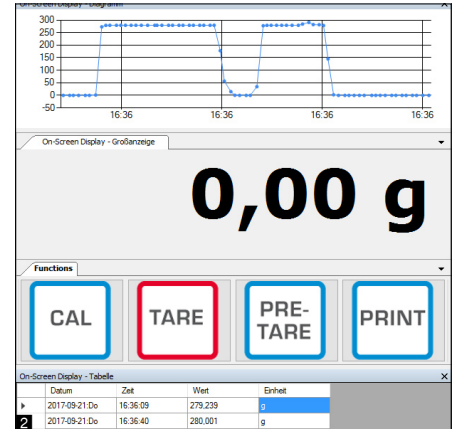 On-Screen Display - Diagramm
300
250
200
150
100
50
0
-50
16:36 16:36 16:36 16:36
On-Screen Display - Großanzeige
0,00 g
Functions
CAL TARE PRE-TARE PRINT
On-Screen Display - Tabelle
Datum Zeit Wert Einheit
2017-09-21:Do 16:36:09 279,239 g
2017-09-21:Do 16:36:40 280,001 g
2